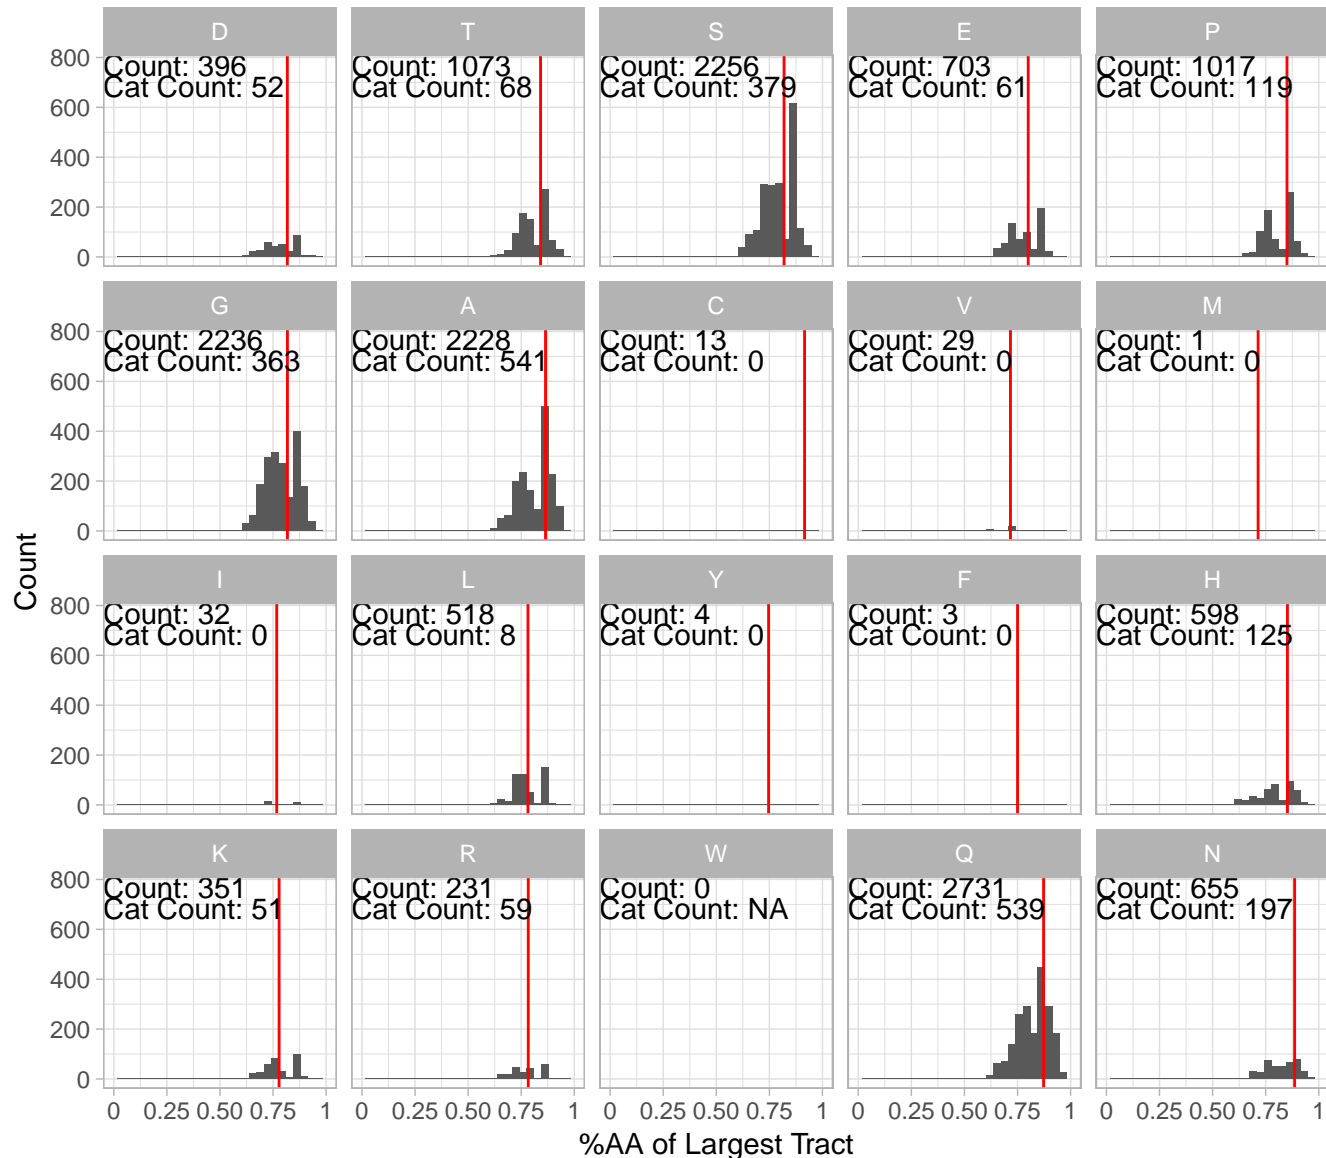 D T S E P
800 Count: 396 Count: 1073 Count: 2256 Count: 703 Count: 1017
Cat Count: 52 Cat Count: 68 Cat Count: 379 Cat Count: 61 Cat Count: 119
600
400
200
0
G A C V M
800 Count: 2236 Count: 2228 Count: 13 Count: 29 Count: 1
Cat Count: 363 Cat Count: 541 Cat Count: 0 Cat Count: 0 Cat Count: 0
600
400
200
0
Count
I L Y F H
800 Count: 32 Count: 518 Count: 4 Count: 3 Count: 598
Cat Count: 0 Cat Count: 8 Cat Count: 0 Cat Count: 0 Cat Count: 125
600
400
200
0
K R W Q N
800 Count: 351 Count: 231 Count: 0 Count: 2731 Count: 655
Cat Count: 51 Cat Count: 59 Cat Count: NA Cat Count: 539 Cat Count: 197
600
400
200
0
0 0.25 0.50 0.75 1 0 0.25 0.50 0.75 1 0 0.25 0.50 0.75 1 0 0.25 0.50 0.75 1 0 0.25 0.50 0.75 1
%AA of Largest Tract